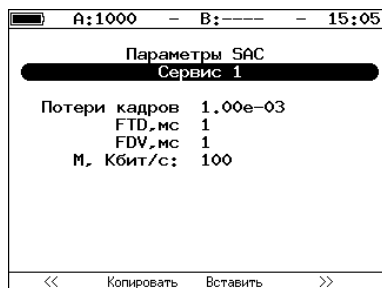 A:1000 – B:---- – 15:05
Параметры SAC
Сервис 1
Потери кадров 1.00e-03
FTD,мс 1
FDV,мс 1
М, Кбит/с: 100
<< Копировать Вставить >>